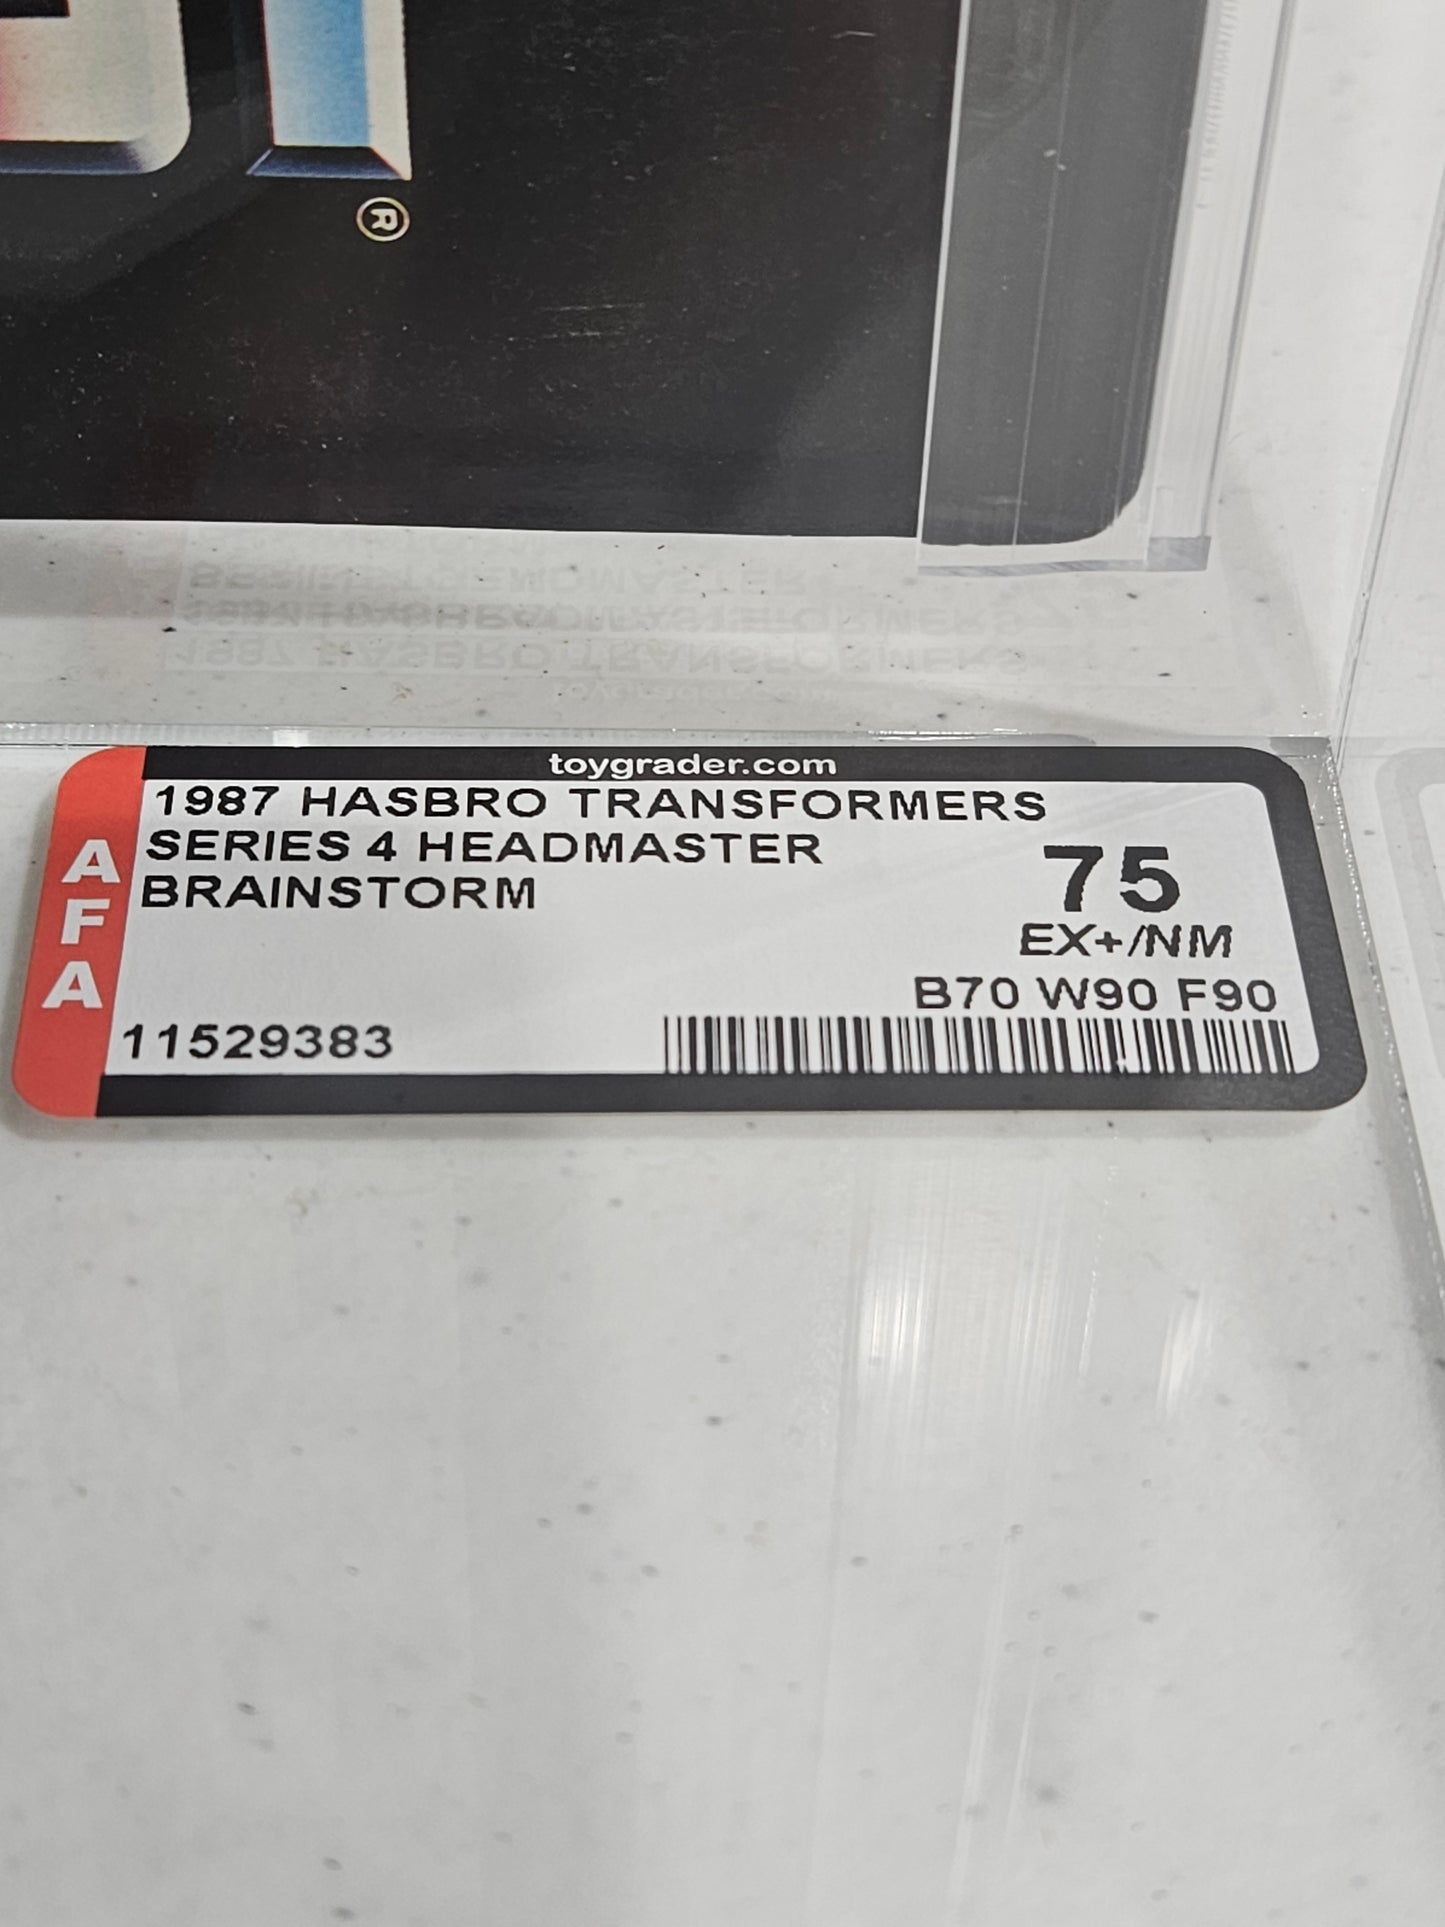 ®
toygrader.com
1987 HASBRO TRANSFORMERS
SERIES 4 HEADMASTER
BRAINSTORM
AFA
75
EX+/NM
B70 W90 F90
11529383